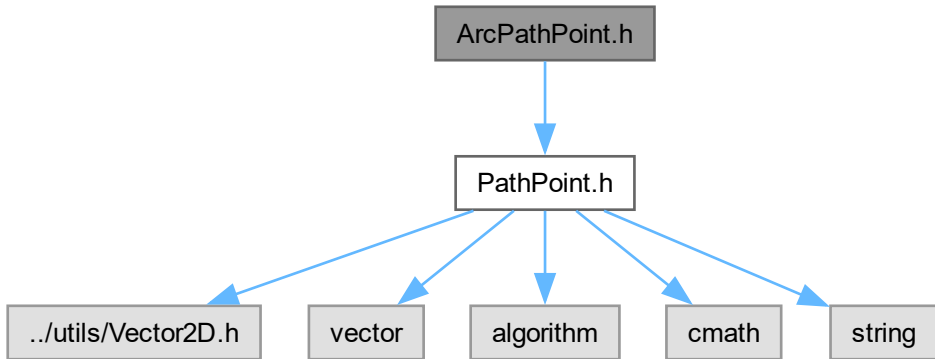 ArcPathPoint.h
PathPoint.h
../utils/Vector2D.h
vector
algorithm
cmath
string